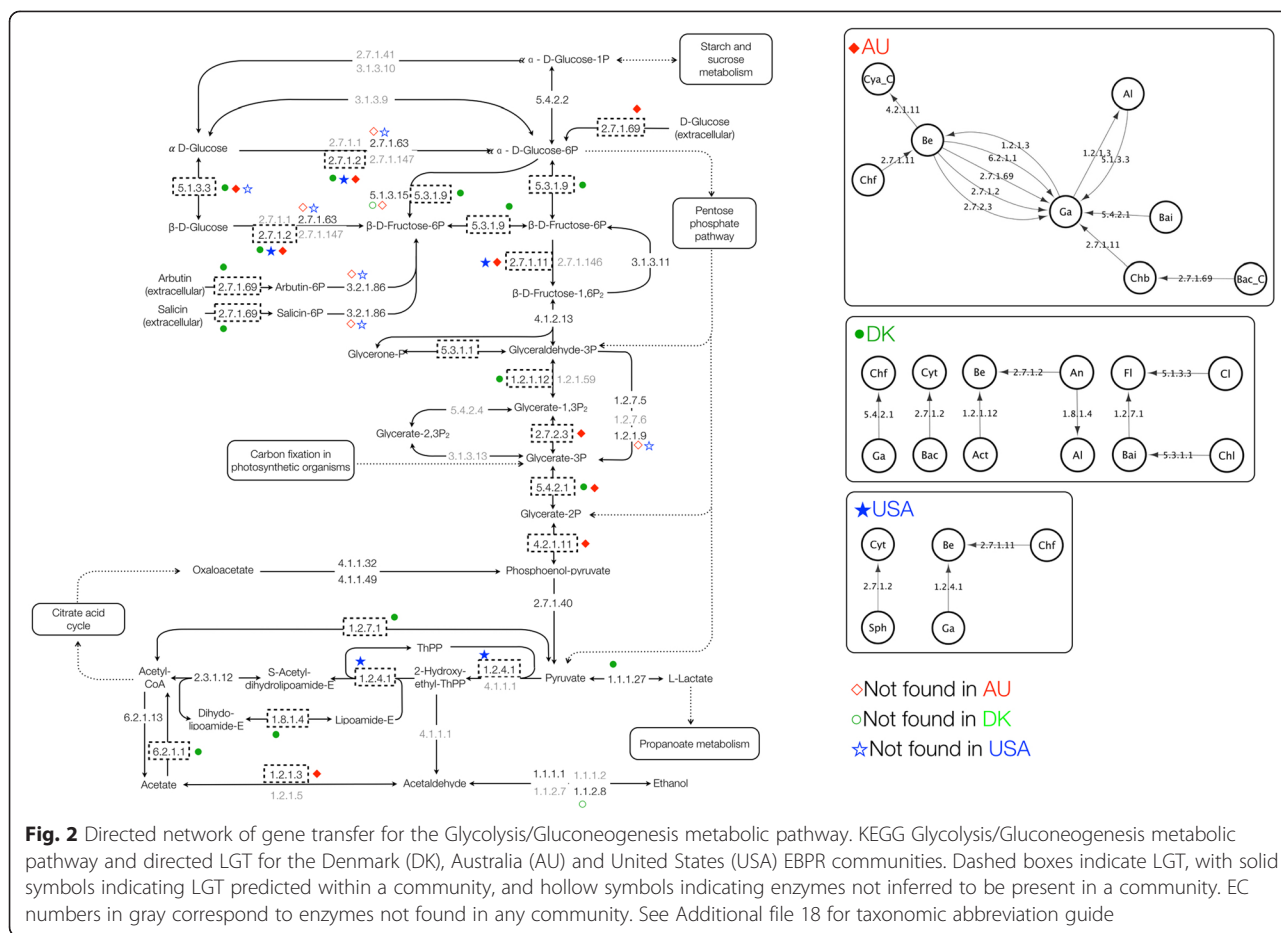 2.7.1.41
3.1.3.10
α α - D-Glucose-1P
Starch and
sucrose metabolism
3.1.3.9
5.4.2.2
2.7.1.69
D-Glucose
(extracellular)
α D-Glucose
2.7.1.1 2.7.1.63
2.7.1.2 2.7.1.147
α α - D-Glucose-6P
5.1.3.3
5.1.3.15
5.3.1.9
5.3.1.9
Pentose
phosphate
pathway
β-D-Glucose
2.7.1.1 2.7.1.63
2.7.1.2 2.7.1.147
β-D-Fructose-6P
5.3.1.9
β-D-Fructose-6P
2.7.1.11
2.7.1.146
3.1.3.11
Arbutin
(extracellular)
2.7.1.69
Arbutin-6P
3.2.1.86
Salicin
(extracellular)
2.7.1.69
Salicin-6P
3.2.1.86
β-D-Fructose-1,6P₂
4.1.2.13
Glycerone-P
5.3.1.1
Glyceraldehyde-3P
1.2.1.12
1.2.1.59
1.2.7.5
1.2.7.6
1.2.1.9
Glycerate-1,3P₂
5.4.2.4
Glycerate-2,3P₂
2.7.2.3
3.1.3.13
Glycerate-3P
Carbon fixation in
photosynthetic organisms
5.4.2.1
Glycerate-2P
4.2.1.11
Oxaloacetate
4.1.1.32
4.1.1.49
Phosphoenol-pyruvate
Citrate acid
cycle
2.7.1.40
1.2.7.1
ThPP
Acetyl-
CoA
2.3.1.12
S-Acetyl-
dihydrolipoamide-E
1.2.4.1
2-Hydroxy-
ethyl-ThPP
1.2.4.1
4.1.1.1
Pyruvate
1.1.1.27
L-Lactate
6.2.1.13
Dihydo-
lipoamide-E
1.8.1.4
Lipoamide-E
4.1.1.1
Propanoate metabolism
6.2.1.1
Acetate
1.2.1.3
1.2.1.5
Acetaldehyde
1.1.1.1 1.1.1.2
1.1.2.7 1.1.2.8
Ethanol
AU
Cya_C
Al
4.2.1.11
Be
1.2.1.3
6.2.1.1
2.7.1.69
2.7.1.2
2.7.2.3
1.2.1.3
5.1.3.3
Chf
2.7.1.11
Ga
5.4.2.1
Bai
2.7.1.11
Chb
2.7.1.69
Bac_C
DK
Chf
Cyt
Be
2.7.1.2
An
Fl
5.1.3.3
Cl
5.4.2.1
2.7.1.2
1.2.1.12
1.8.1.4
1.2.7.1
Ga
Bac
Act
Al
Bai
5.3.1.1
Chl
USA
Cyt
Be
2.7.1.11
Chf
2.7.1.2
1.2.4.1
Sph
Ga
Not found in AU
Not found in DK
Not found in USA
Fig. 2 Directed network of gene transfer for the Glycolysis/Gluconeogenesis metabolic pathway. KEGG Glycolysis/Gluconeogenesis metabolic
pathway and directed LGT for the Denmark (DK), Australia (AU) and United States (USA) EBPR communities. Dashed boxes indicate LGT, with solid
symbols indicating LGT predicted within a community, and hollow symbols indicating enzymes not inferred to be present in a community. EC
numbers in gray correspond to enzymes not found in any community. See Additional file 18 for taxonomic abbreviation guide